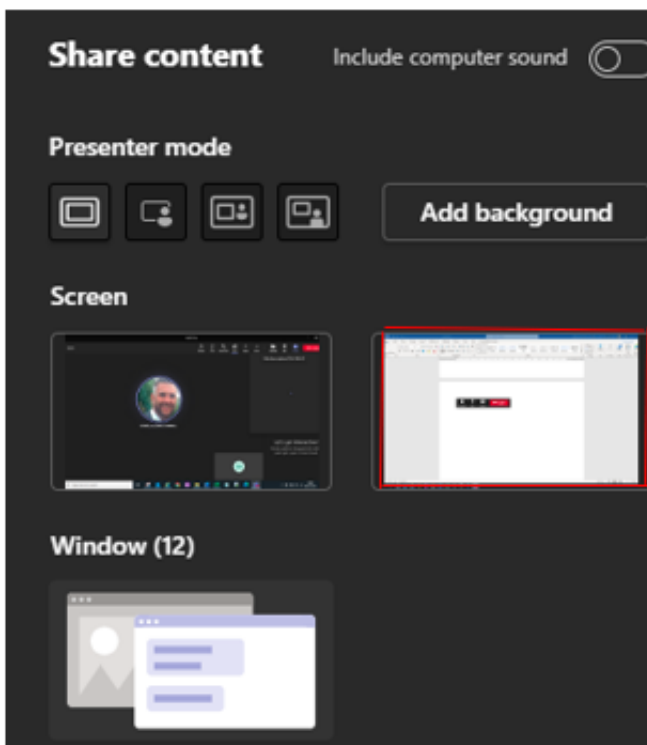 Share content
Include computer sound
Presenter mode
Add background
Screen
Window (12)